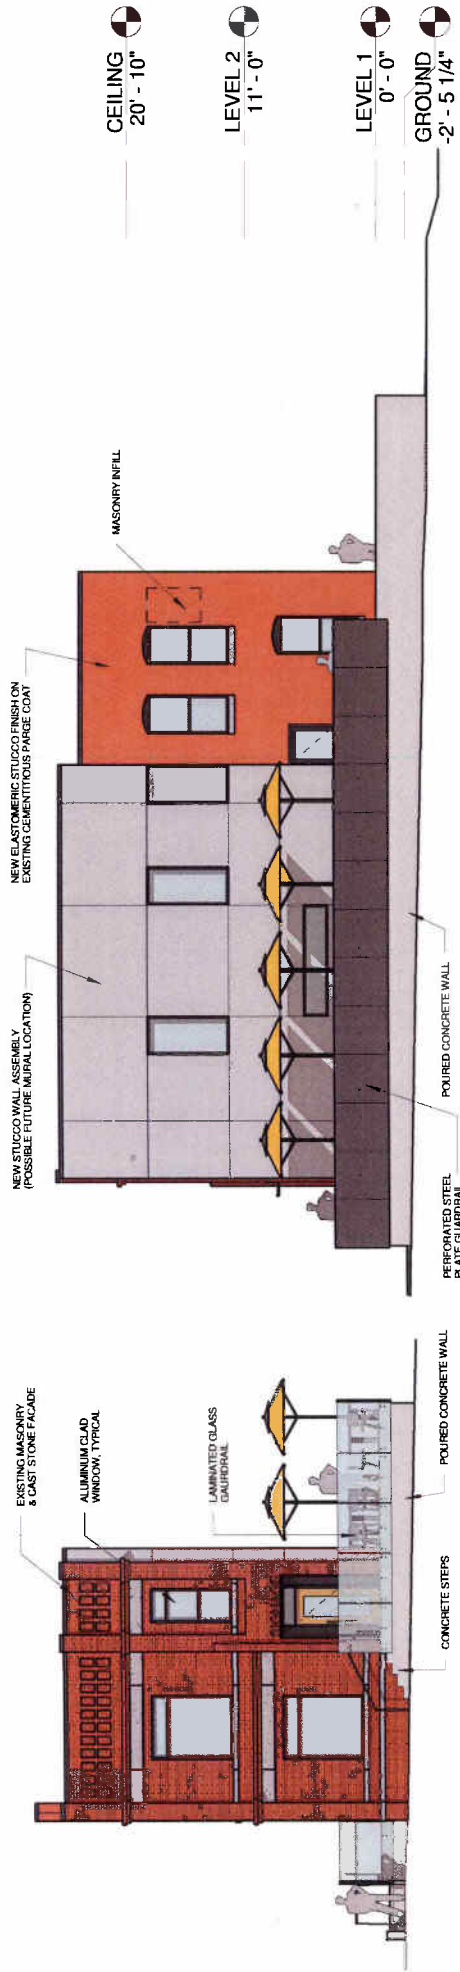 EXISTING MASONRY
& CAST STONE FACADE
ALUMINUM CLAD
WINDOW, TYPICAL
LAMINATED GLASS
GAURDRAIL
CONCRETE STEPS
POURED CONCRETE WALL
NEW STUCCO WALL ASSEMBLY
(POSSIBLE FUTURE MURAL LOCATION)
NEW ELASTOMERIC STUCCO FINISH ON
EXISTING CEMENTITIOUS PARGE COAT
MASONRY INFILL
PERFORATED STEEL
PLATE GUARDRAIL
POURED CONCRETE WALL
CEILING
20' - 10"
LEVEL 2
11' - 0"
LEVEL 1
0' - 0"
GROUND
-2' - 5 1/4"